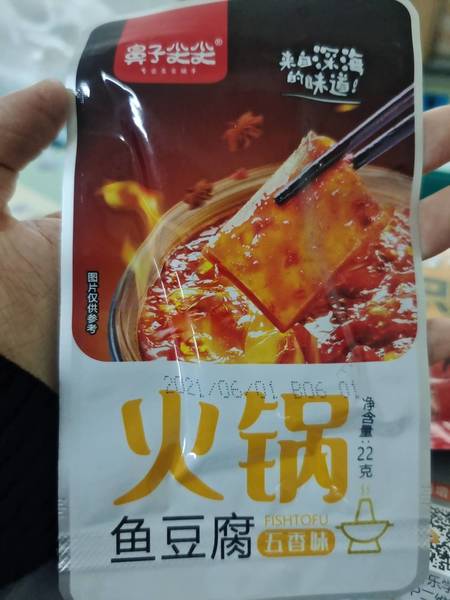 鼻子尖尖®
来自深海
的味道!
图片仅供参考
2021/06/01 B06 01
火锅
净含量:22克
鱼豆腐
FISHTOFU
五香味